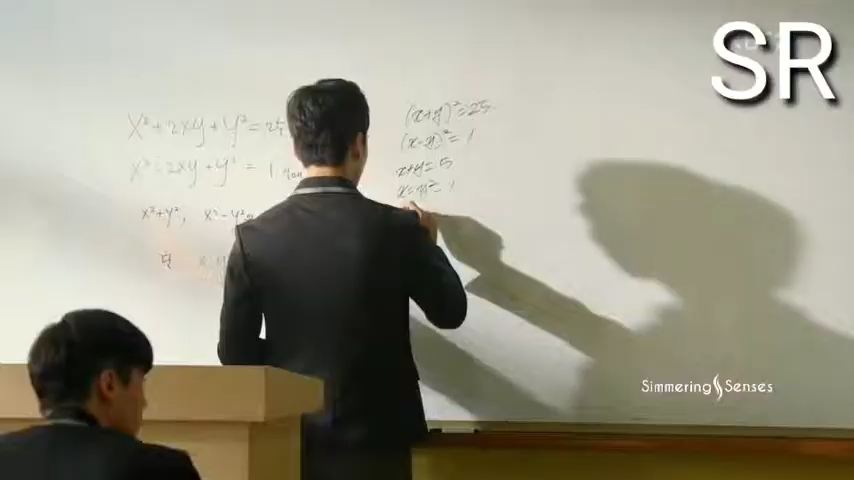 SR
x²+2xy+y²=25
x²-2xy+y²=1
x²+y², x²-y²
(x+y)²=25
(x-y)²=1
x+y=5
Simmering Senses